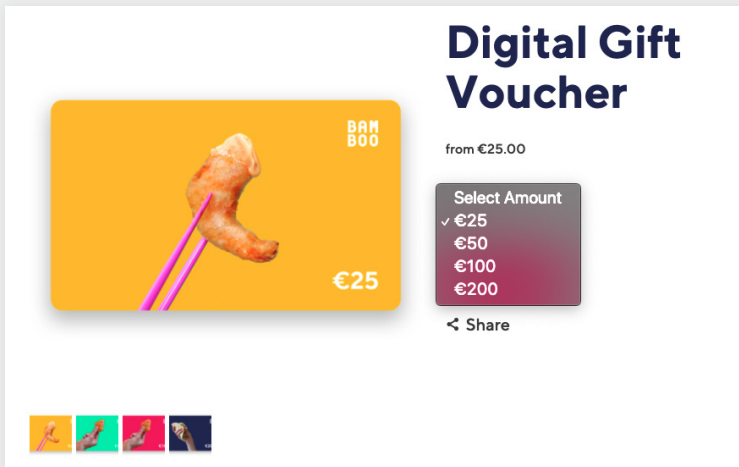 Digital Gift
Voucher
BAM
BOO
from €25.00
Select Amount
✓ €25
€50
€100
€200
€25
Share